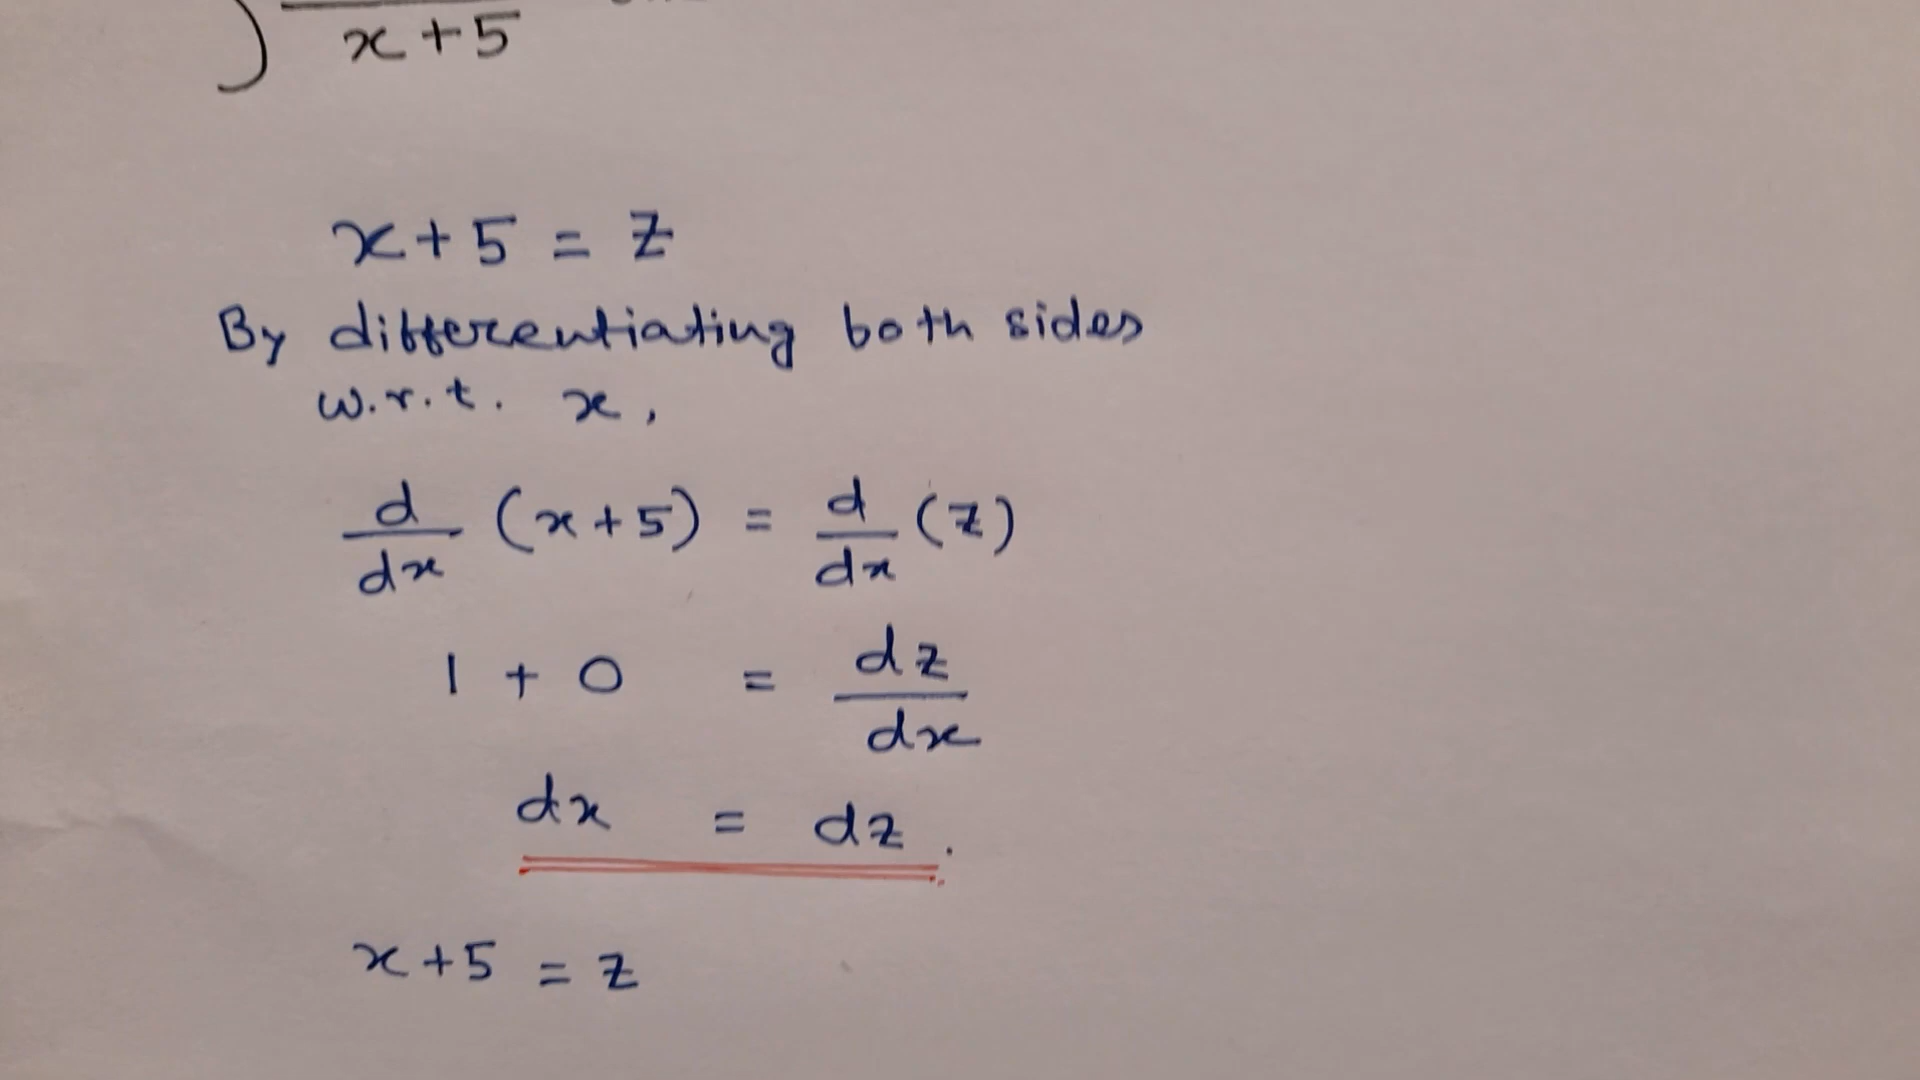 ∫ x+5
x+5 = z
By differentiating both sides
w.r.t. x,
d/dx (x+5) = d/dx (z)
1 + 0 = dz/dx
dx = dz.
x+5 = z